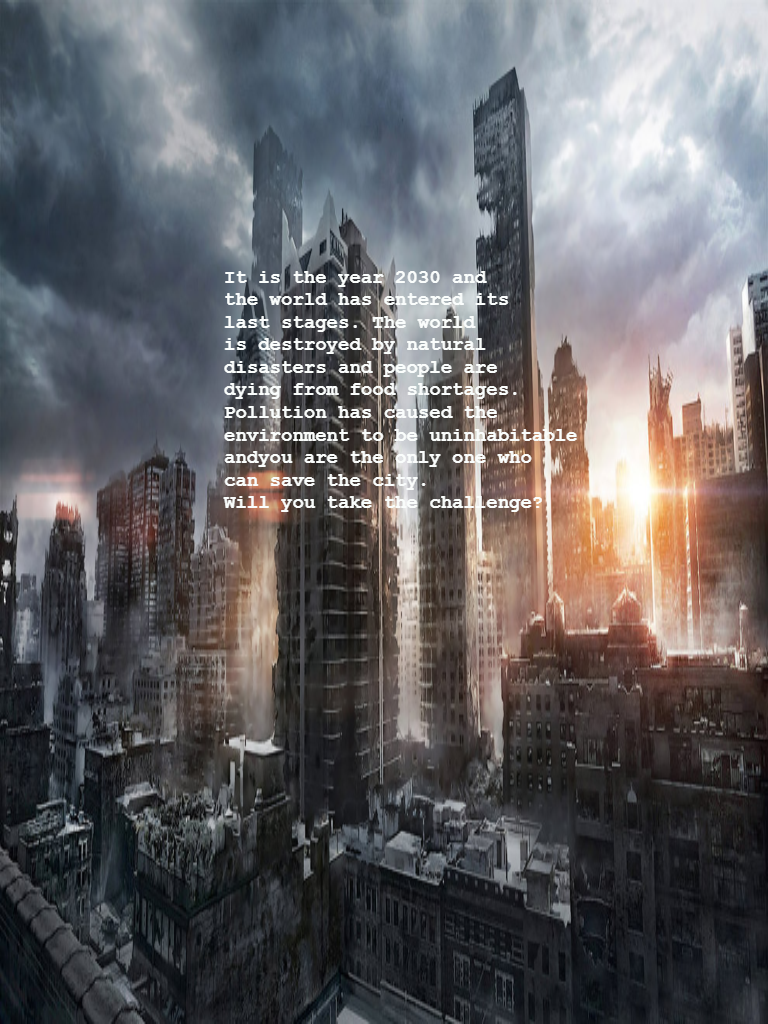 It is the year 2030 and
the world has entered its
last stages. The world
is destroyed by natural
disasters and people are
dying from food shortages.
Pollution has caused the
environment to be uninhabitable
andyou are the only one who
can save the city.
Will you take the challenge?